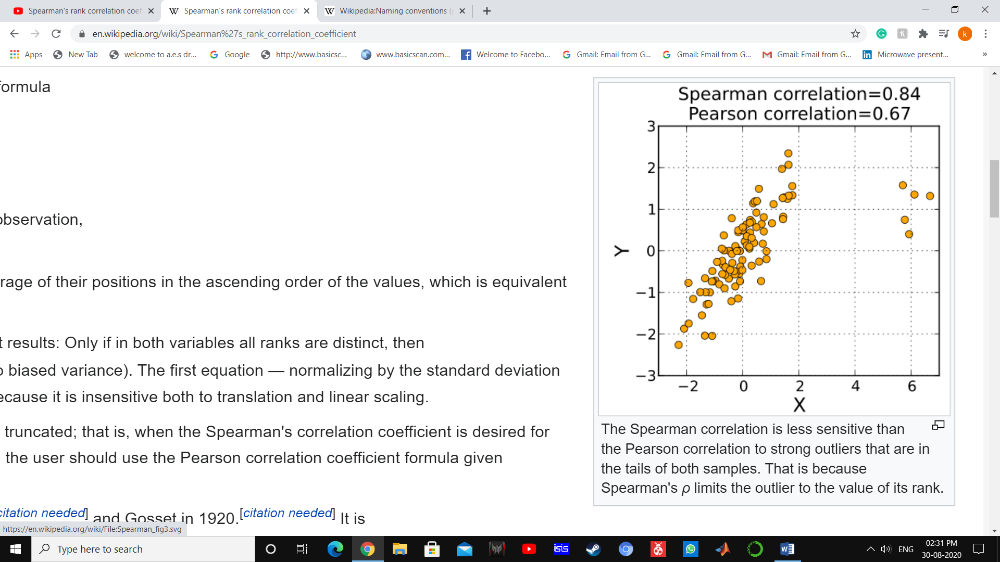 Spearman's rank correlation coef
Spearman's rank correlation coef
Wikipedia:Naming conventions (
en.wikipedia.org/wiki/Spearman%27s_rank_correlation_coefficient
k
Apps
New Tab
welcome to a.e.s dr...
Google
http://www.basicsc...
www.basicscan.com...
Welcome to Facebo...
Gmail: Email from G...
Gmail: Email from G...
Gmail: Email from G...
Microwave present...
formula
observation,
rage of their positions in the ascending order of the values, which is equivalent
t results: Only if in both variables all ranks are distinct, then
o biased variance). The first equation — normalizing by the standard deviation
ecause it is insensitive both to translation and linear scaling.
truncated; that is, when the Spearman's correlation coefficient is desired for
the user should use the Pearson correlation coefficient formula given
citation needed] and Gosset in 1920.[citation needed] It is
Spearman correlation=0.84
Pearson correlation=0.67
3
2
1
0
−1
−2
−3
Y
−2 0 2 4 6
X
The Spearman correlation is less sensitive than
the Pearson correlation to strong outliers that are in
the tails of both samples. That is because
Spearman's ρ limits the outlier to the value of its rank.
https://en.wikipedia.org/wiki/File:Spearman_fig3.svg
Type here to search
isis
ENG
02:31 PM
30-08-2020